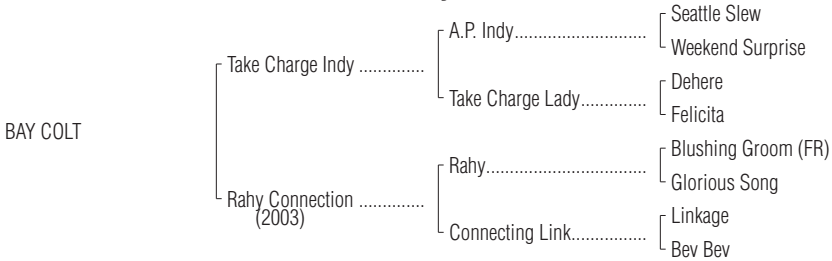 Seattle Slew
A.P. Indy..............................
Weekend Surprise
Take Charge Indy ...............
Dehere
Take Charge Lady...............
Felicita
BAY COLT
Blushing Groom (FR)
Rahy.....................................
Glorious Song
Rahy Connection ...............
(2003)
Linkage
Connecting Link.................
Bev Bev